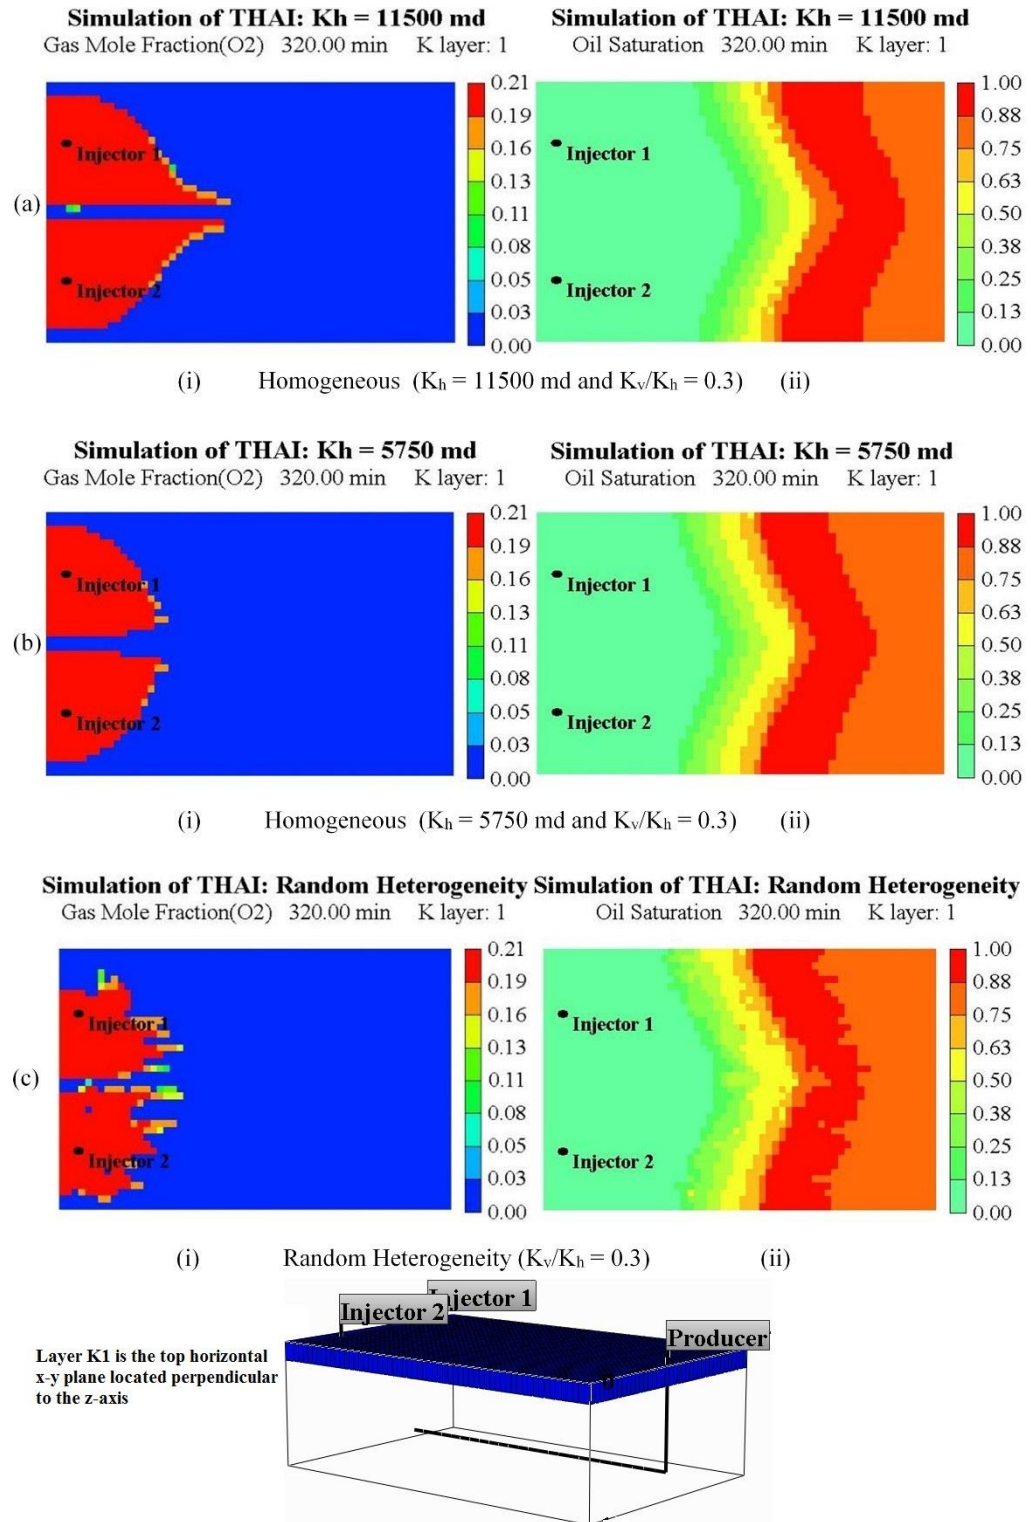 Simulation of THAI: Kh = 11500 md
Gas Mole Fraction(O2) 320.00 min K layer: 1
Simulation of THAI: Kh = 11500 md
Oil Saturation 320.00 min K layer: 1
(a)
Injector 1
Injector 2
0.21
0.19
0.16
0.13
0.11
0.08
0.05
0.03
0.00
Injector 1
Injector 2
1.00
0.88
0.75
0.63
0.50
0.38
0.25
0.13
0.00
(i) Homogeneous (Kh = 11500 md and Kv/Kh = 0.3) (ii)
Simulation of THAI: Kh = 5750 md
Gas Mole Fraction(O2) 320.00 min K layer: 1
Simulation of THAI: Kh = 5750 md
Oil Saturation 320.00 min K layer: 1
(b)
Injector 1
Injector 2
0.21
0.19
0.16
0.13
0.11
0.08
0.05
0.03
0.00
Injector 1
Injector 2
1.00
0.88
0.75
0.63
0.50
0.38
0.25
0.13
0.00
(i) Homogeneous (Kh = 5750 md and Kv/Kh = 0.3) (ii)
Simulation of THAI: Random Heterogeneity
Gas Mole Fraction(O2) 320.00 min K layer: 1
Simulation of THAI: Random Heterogeneity
Oil Saturation 320.00 min K layer: 1
(c)
Injector 1
Injector 2
0.21
0.19
0.16
0.13
0.11
0.08
0.05
0.03
0.00
Injector 1
Injector 2
1.00
0.88
0.75
0.63
0.50
0.38
0.25
0.13
0.00
(i) Random Heterogeneity (Kv/Kh = 0.3) (ii)
Injector 1
Injector 2
Producer
Layer K1 is the top horizontal
x-y plane located perpendicular
to the z-axis